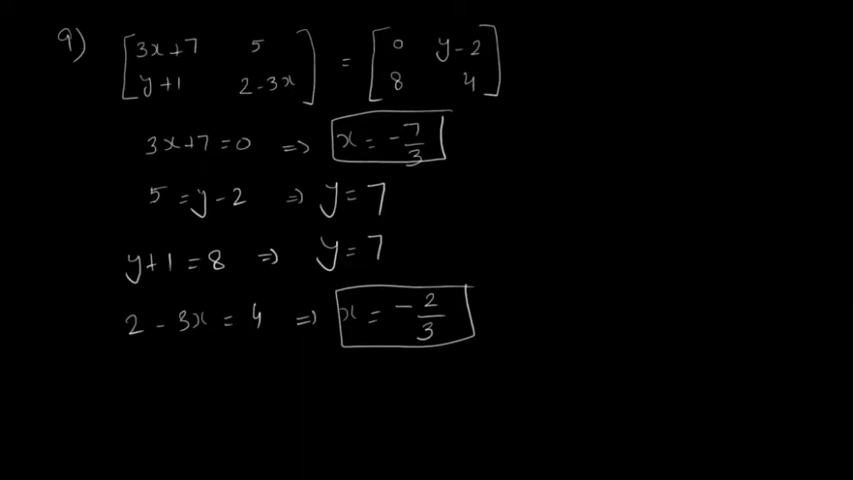 9) [3x+7 5] = [0 y-2]
[y+1 2-3x] [8 4]
3x+7=0 => x = -7/3
5 = y-2 => y = 7
y+1 = 8 => y = 7
2 - 3x = 4 => x = -2/3